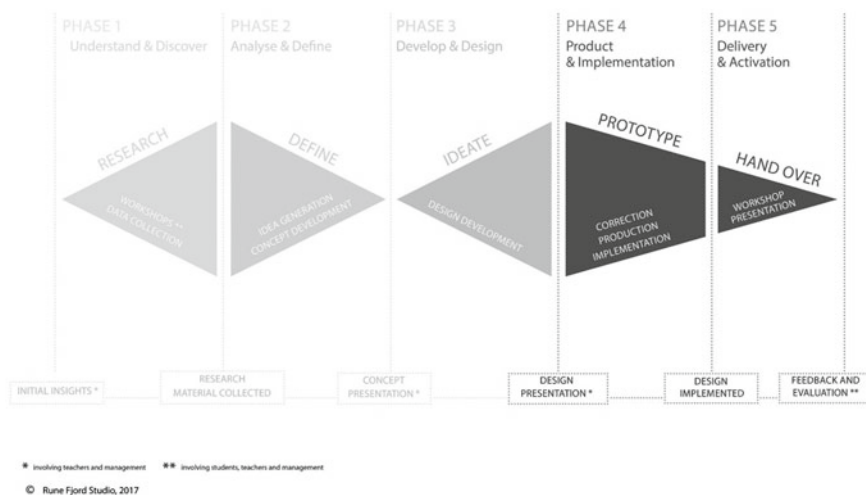 PHASE 1
Understand & Discover
PHASE 2
Analyse & Define
PHASE 3
Develop & Design
PHASE 4
Product
& Implementation
PHASE 5
Delivery
& Activation
RESEARCH
WORKSHOPS **
DATA COLLECTION
DEFINE
IDEA GENERATION
CONCEPT DEVELOPMENT
IDEATE
DESIGN DEVELOPMENT
PROTOTYPE
CORRECTION
PRODUCTION
IMPLEMENTATION
HAND OVER
WORKSHOP
PRESENTATION
INITIAL INSIGHTS *
RESEARCH
MATERIAL COLLECTED
CONCEPT
PRESENTATION *
DESIGN
PRESENTATION *
DESIGN
IMPLEMENTED
FEEDBACK AND
EVALUATION **
* involving teachers and management ** involving students, teachers and management
© Rune Fjord Studio, 2017